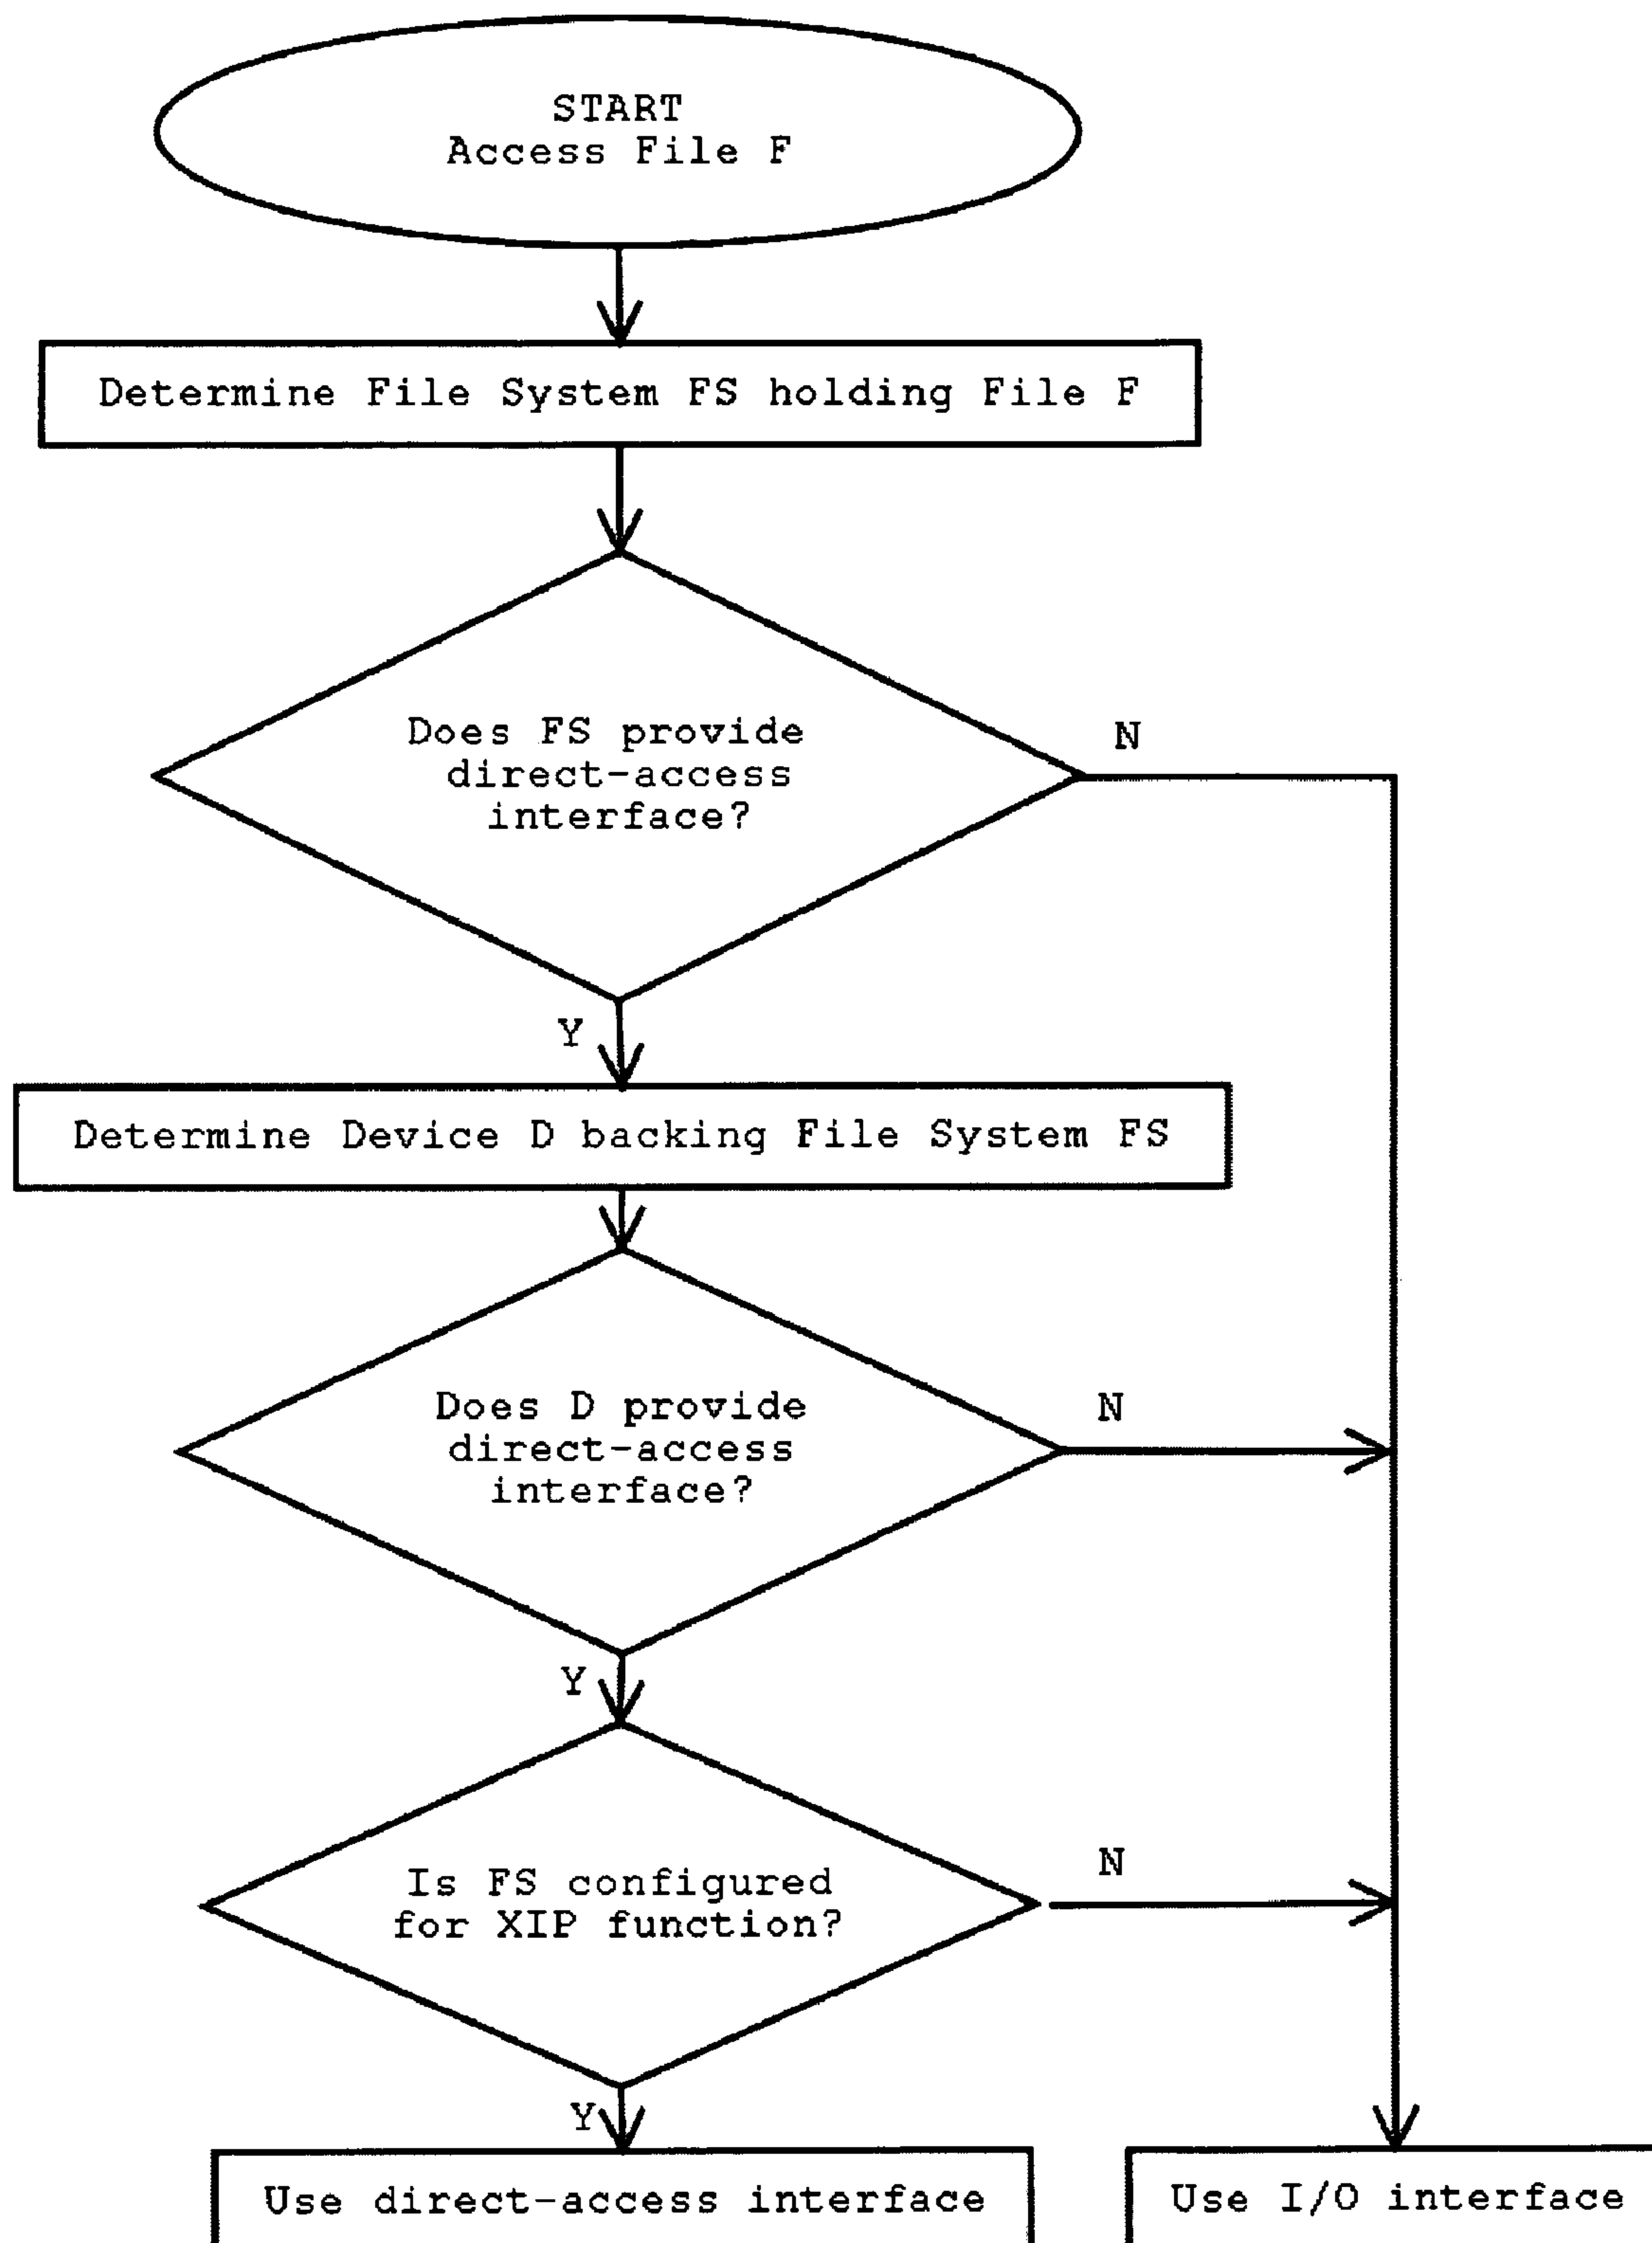 START
Access File F
Determine File System FS holding File F
Does FS provide
direct-access
interface?
N
Y
Determine Device D backing File System FS
Does D provide
direct-access
interface?
N
Y
Is FS configured
for XIP function?
N
Y
Use direct-access interface
Use I/O interface